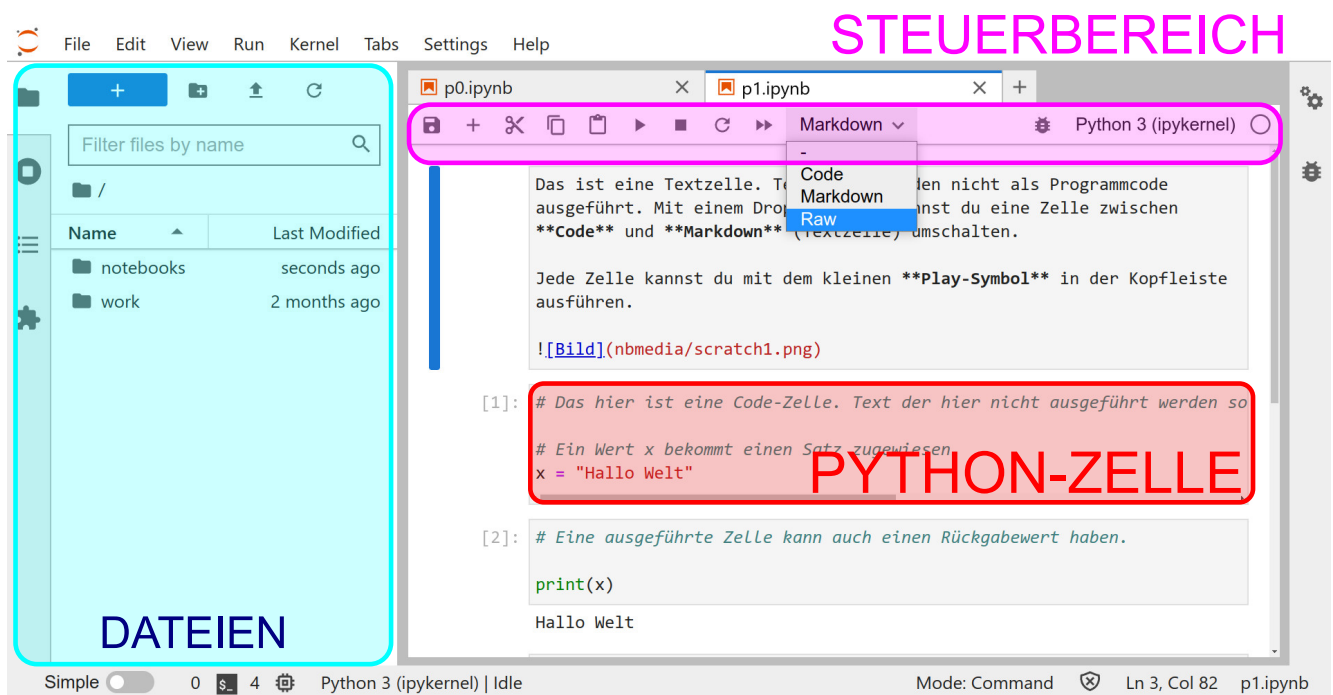 STEUERBEREICH
File Edit View Run Kernel Tabs Settings Help
p0.ipynb p1.ipynb
Markdown Python 3 (ipykernel)
-
Code
Markdown
Raw
Filter files by name
/
Name Last Modified
notebooks seconds ago
work 2 months ago
DATEIEN
Das ist eine Textzelle. nicht als Programmcode
ausgeführt. Mit einem du eine Zelle zwischen
**Code** und **Markdown** (Textzelle) umschalten.
Jede Zelle kannst du mit dem kleinen **Play-Symbol** in der Kopfleiste
ausführen.
![Bild](nbmedia/scratch1.png)
[1]: # Das hier ist eine Code-Zelle. Text der hier nicht ausgeführt werden so
# Ein Wert x bekommt einen Satz zugewiesen
x = "Hallo Welt"
PYTHON-ZELLE
[2]: # Eine ausgeführte Zelle kann auch einen Rückgabewert haben.
print(x)
Hallo Welt
Simple 0 $_ 4 Python 3 (ipykernel) | Idle Mode: Command Ln 3, Col 82 p1.ipynb